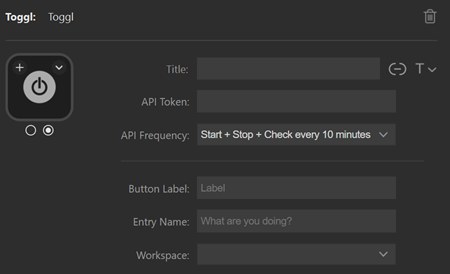 Toggl: Toggl
Title:
T
API Token:
API Frequency: Start + Stop + Check every 10 minutes
Button Label: Label
Entry Name: What are you doing?
Workspace: